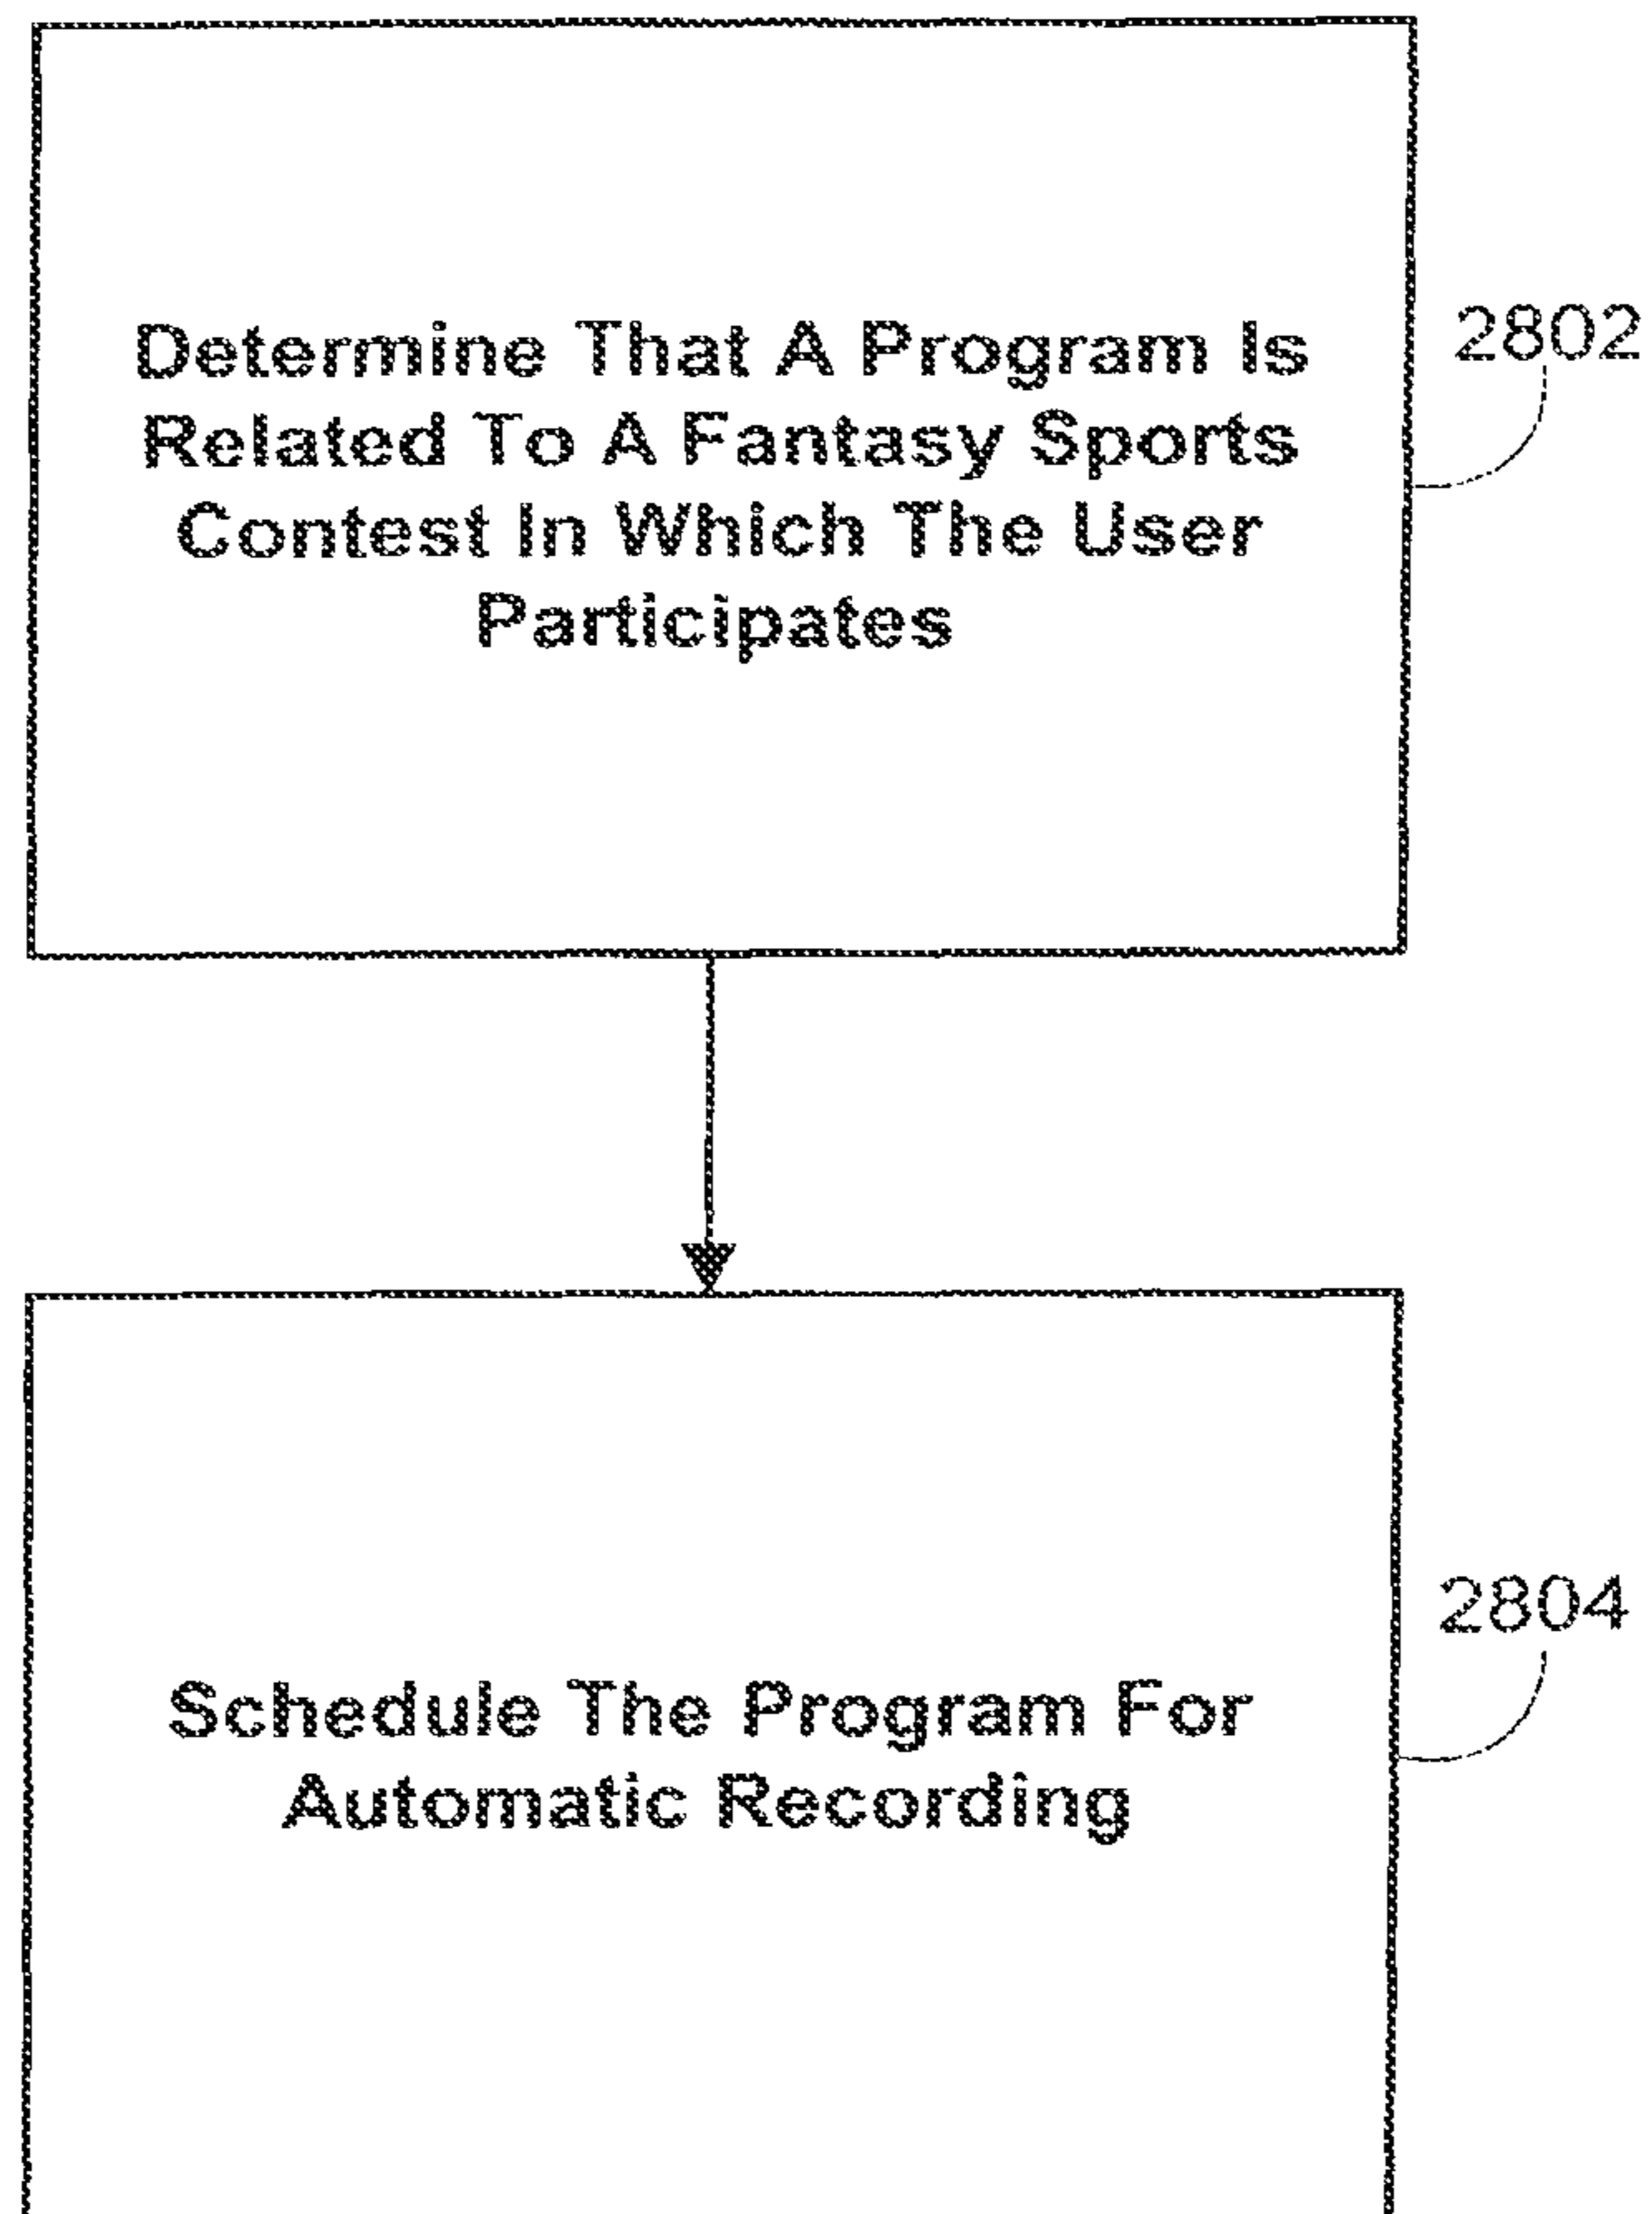 Determine That A Program Is
Related To A Fantasy Sports
Contest In Which The User
Participates
2802
Schedule The Program For
Automatic Recording
2804